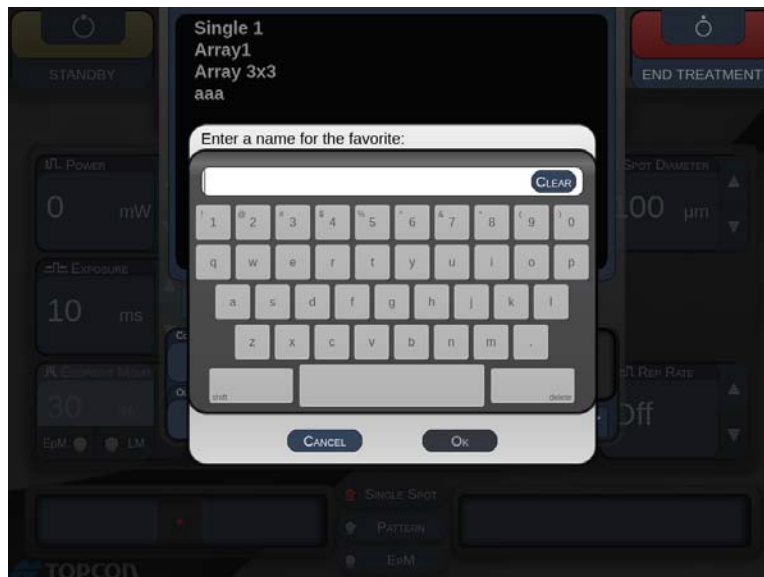 Single 1
Array1
Array 3x3
aaa
STANDBY
END TREATMENT
Enter a name for the favorite:
CLEAR
POWER
0 mW
SPOT DIAMETER
100 µm
! 1 @ 2 # 3 $ 4 % 5 ^ 6 & 7 * 8 ( 9 ) 0
q w e r t y u i o p
EXPOSURE
10 ms
a s d f g h j k l
z x c v b n m .
shift delete
30
REP RATE
Off
EpM LM
CANCEL OK
SINGLE SPOT
PATTERN
EPM
TOPCON